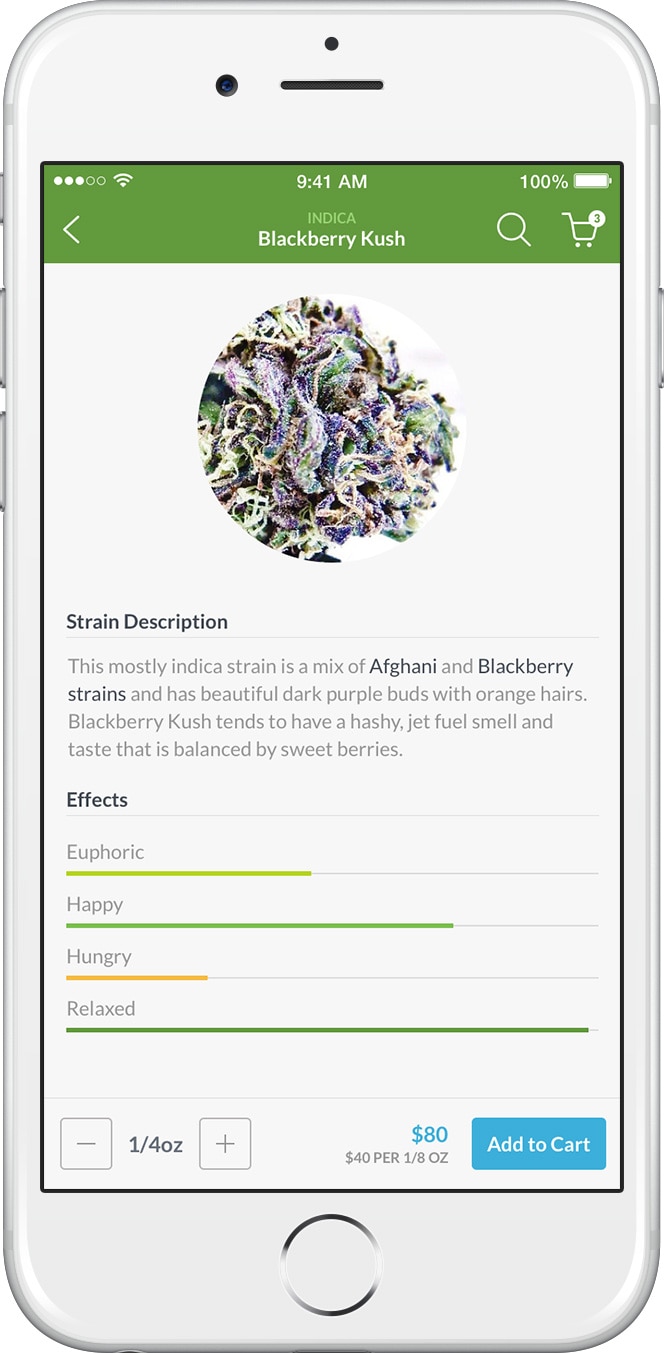 9:41 AM
100%
INDICA
Blackberry Kush
3
Strain Description
This mostly indica strain is a mix of Afghani and Blackberry
strains and has beautiful dark purple buds with orange hairs.
Blackberry Kush tends to have a hashy, jet fuel smell and
taste that is balanced by sweet berries.
Effects
Euphoric
Happy
Hungry
Relaxed
1/4oz
$80
$40 PER 1/8 OZ
Add to Cart